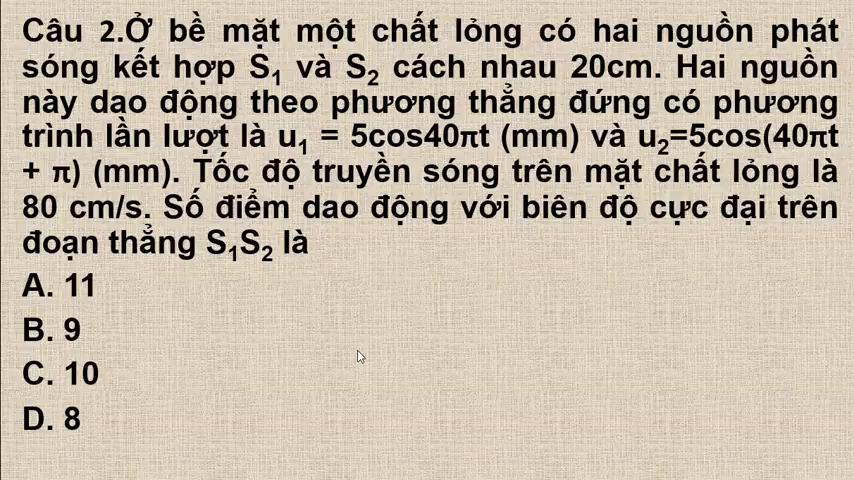 Câu 2.Ở bề mặt một chất lỏng có hai nguồn phát
sóng kết hợp S₁ và S₂ cách nhau 20cm. Hai nguồn
này dao động theo phương thẳng đứng có phương
trình lần lượt là u₁ = 5cos40πt (mm) và u₂=5cos(40πt
+ π) (mm). Tốc độ truyền sóng trên mặt chất lỏng là
80 cm/s. Số điểm dao động với biên độ cực đại trên
đoạn thẳng S₁S₂ là
A. 11
B. 9
C. 10
D. 8